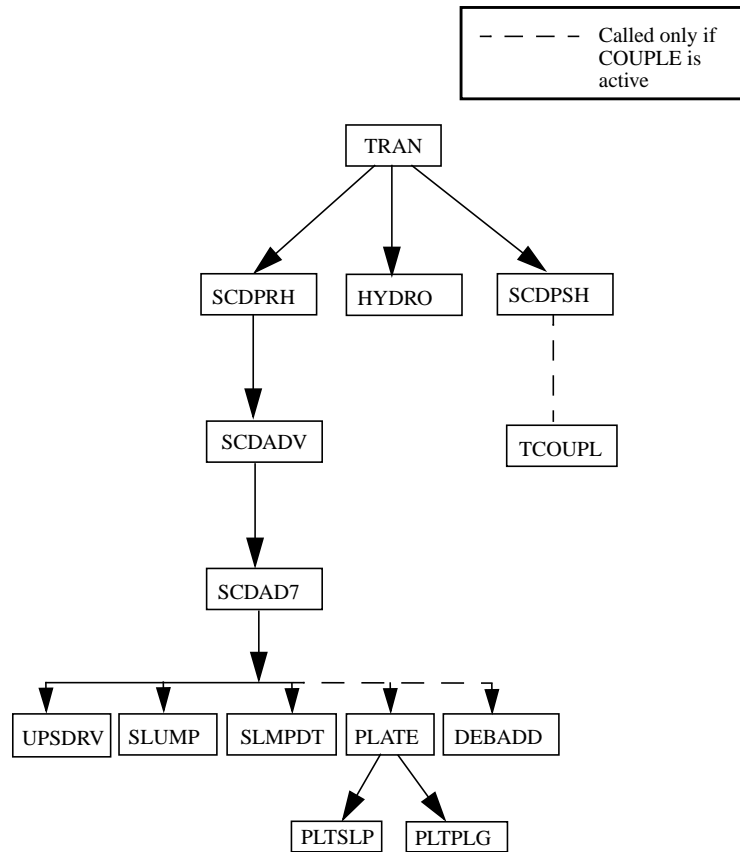 Called only if
COUPLE is
active
TRAN
SCDPRH
HYDRO
SCDPSH
SCDADV
TCOUPL
SCDAD7
UPSDRV
SLUMP
SLMPDT
PLATE
DEBADD
PLTSLP
PLTPLG